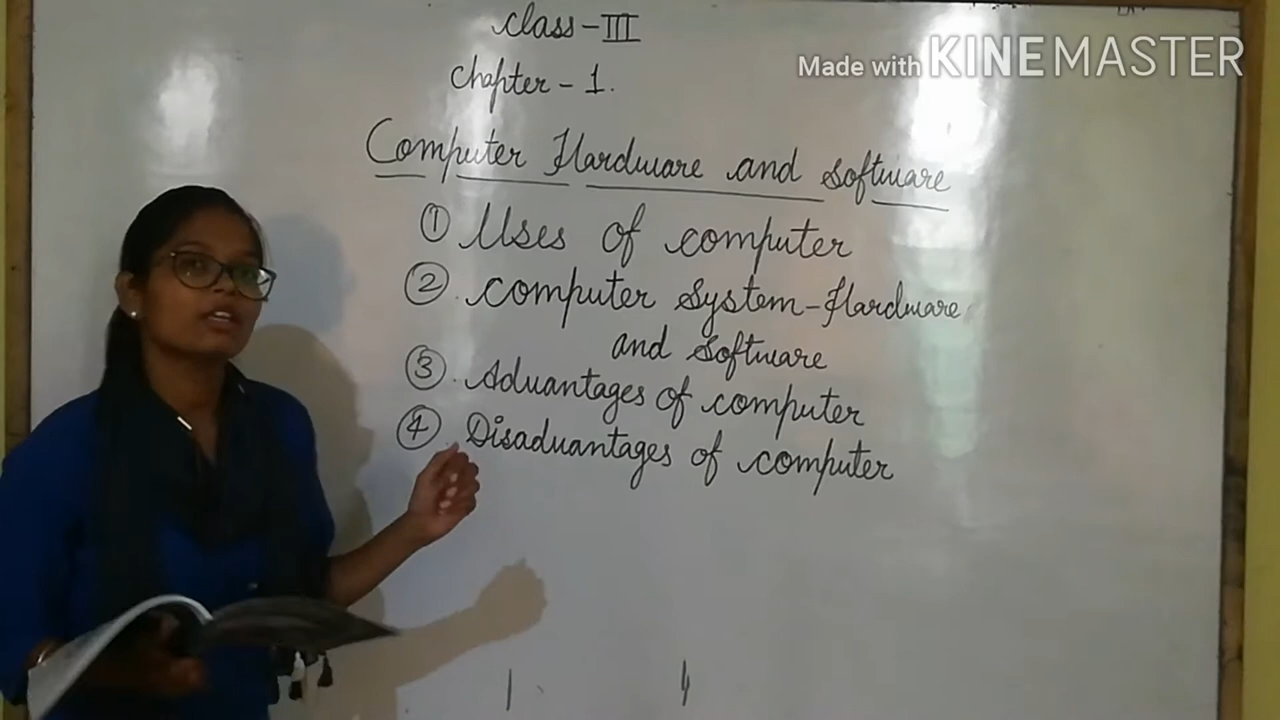 Class - III
Made with KINEMASTER
Chapter - 1.
Computer Hardware and Software
① Uses of computer
② . computer System - Hardware
and Software
③ . Advantages of computer
④ . Disadvantages of computer